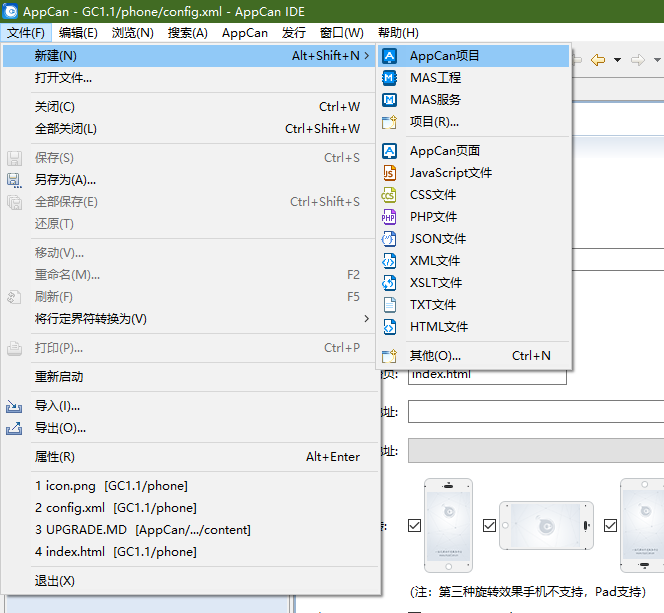 AppCan - GC1.1/phone/config.xml - AppCan IDE
文件(F) 编辑(E) 浏览(N) 搜索(A) AppCan 发行 窗口(W) 帮助(H)
新建(N) Alt+Shift+N
打开文件...
关闭(C) Ctrl+W
全部关闭(L) Ctrl+Shift+W
保存(S) Ctrl+S
另存为(A)...
全部保存(E) Ctrl+Shift+S
还原(T)
移动(V)...
重命名(M)... F2
刷新(F) F5
将行定界符转换为(V)
打印(P)... Ctrl+P
重新启动
导入(I)...
导出(O)...
属性(R) Alt+Enter
1 icon.png [GC1.1/phone]
2 config.xml [GC1.1/phone]
3 UPGRADE.MD [AppCan/.../content]
4 index.html [GC1.1/phone]
退出(X)
AppCan项目
MAS工程
MAS服务
项目(R)...
AppCan页面
JavaScript文件
CSS文件
PHP文件
JSON文件
XML文件
XSLT文件
TXT文件
HTML文件
其他(O)... Ctrl+N
页: index.html
址:
址:
(注: 第三种旋转效果手机不支持，Pad支持)